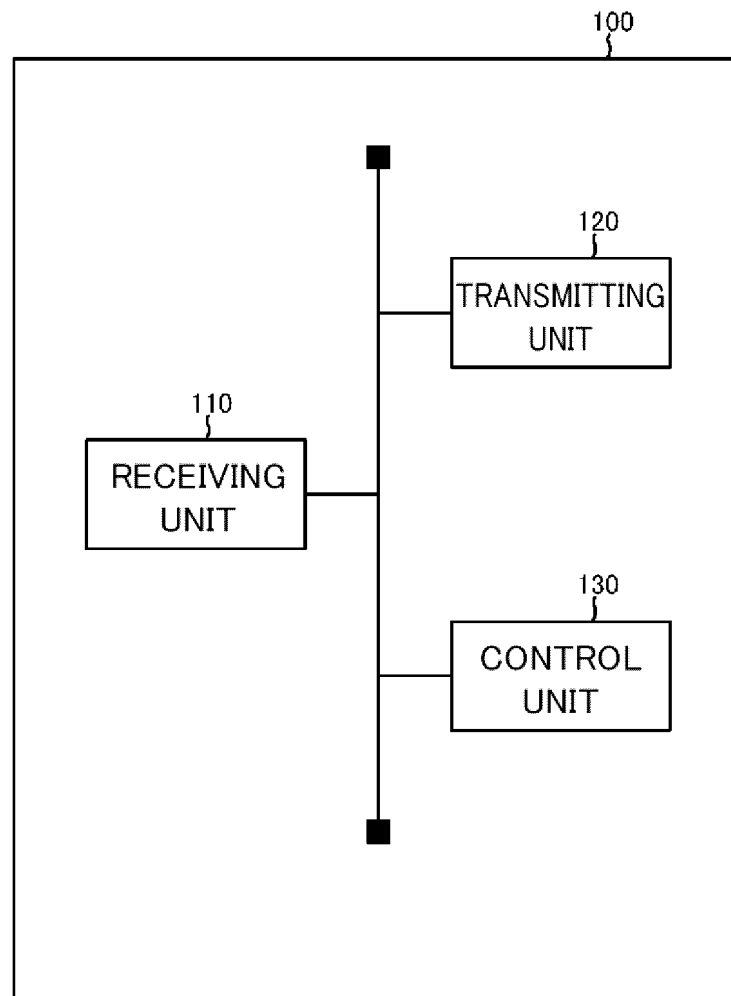 100
120
TRANSMITTING
UNIT
110
RECEIVING
UNIT
130
CONTROL
UNIT